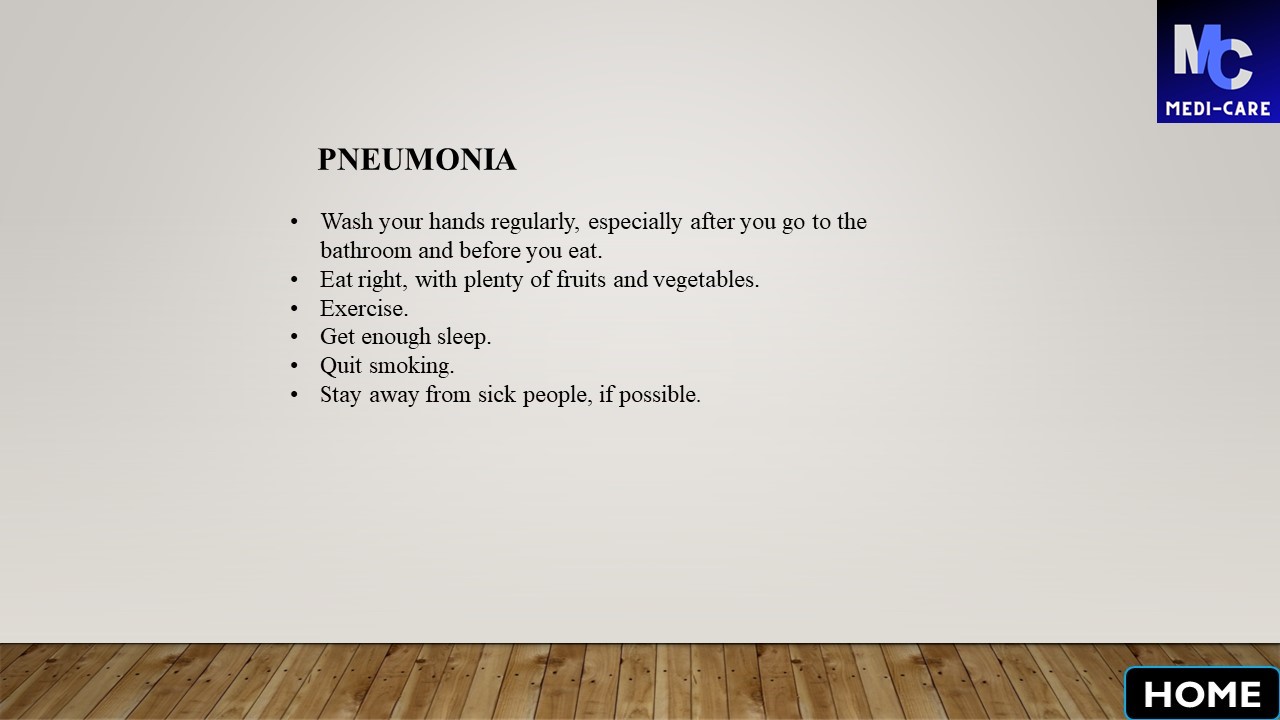 MC
MEDI-CARE
PNEUMONIA
• Wash your hands regularly, especially after you go to the
bathroom and before you eat.
• Eat right, with plenty of fruits and vegetables.
• Exercise.
• Get enough sleep.
• Quit smoking.
• Stay away from sick people, if possible.
HOME